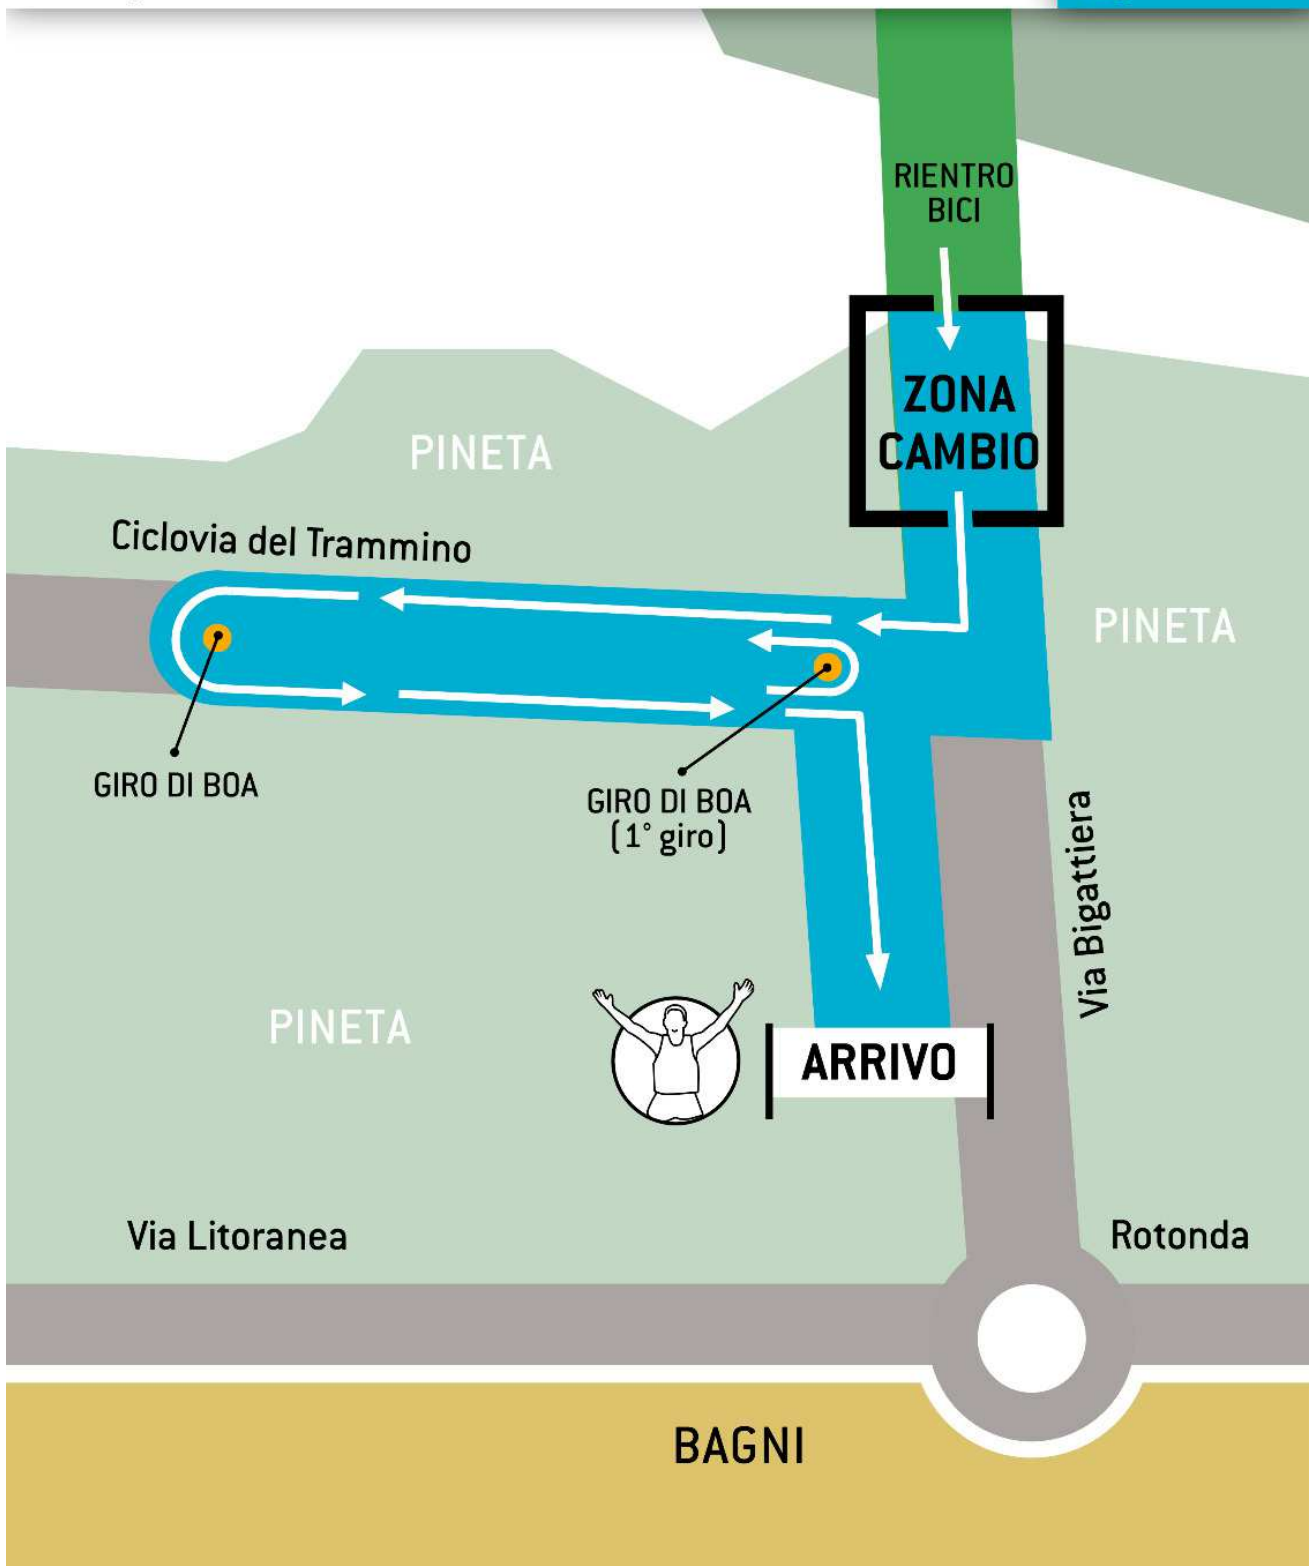 RIENTRO
BICI
ZONA
CAMBIO
PINETA
Ciclovia del Trammino
PINETA
GIRO DI BOA
GIRO DI BOA
(1° giro)
Via Bigattiera
PINETA
ARRIVO
Via Litoranea
Rotonda
BAGNI